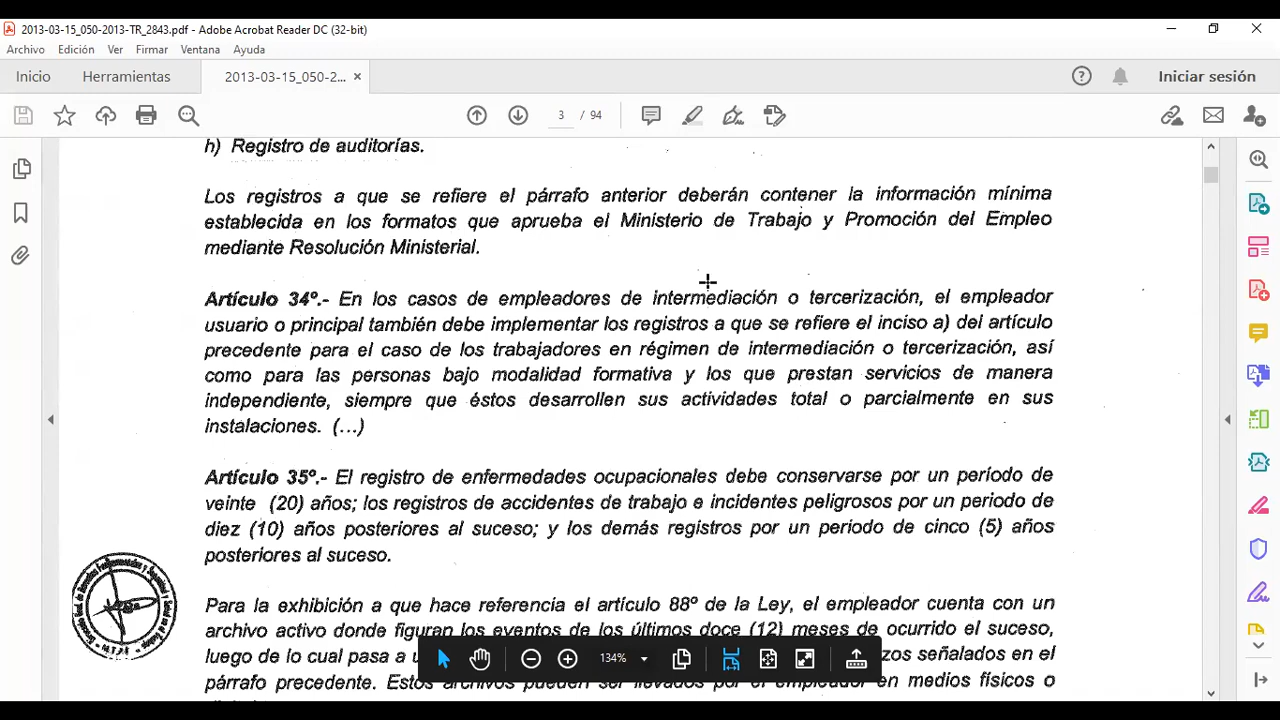 2013-03-15_050-2013-TR_2843.pdf - Adobe Acrobat Reader DC (32-bit)
Archivo Edición Ver Firmar Ventana Ayuda
Inicio Herramientas 2013-03-15_050-2... × Iniciar sesión
3 / 94
h) Registro de auditorías.
Los registros a que se refiere el párrafo anterior deberán contener la información mínima
establecida en los formatos que aprueba el Ministerio de Trabajo y Promoción del Empleo
mediante Resolución Ministerial.
Artículo 34º.- En los casos de empleadores de intermediación o tercerización, el empleador
usuario o principal también debe implementar los registros a que se refiere el inciso a) del artículo
precedente para el caso de los trabajadores en régimen de intermediación o tercerización, así
como para las personas bajo modalidad formativa y los que prestan servicios de manera
independiente, siempre que éstos desarrollen sus actividades total o parcialmente en sus
instalaciones. (...)
Artículo 35º.- El registro de enfermedades ocupacionales debe conservarse por un período de
veinte (20) años; los registros de accidentes de trabajo e incidentes peligrosos por un periodo de
diez (10) años posteriores al suceso; y los demás registros por un periodo de cinco (5) años
posteriores al suceso.
Para la exhibición a que hace referencia el artículo 88º de la Ley, el empleador cuenta con un
archivo activo donde figuran los eventos de los últimos doce (12) meses de ocurrido el suceso,
luego de lo cual pasa a señalados en el
párrafo precedente. Estos archivos pueden ser llevados por el empleador en medios físicos o
134%